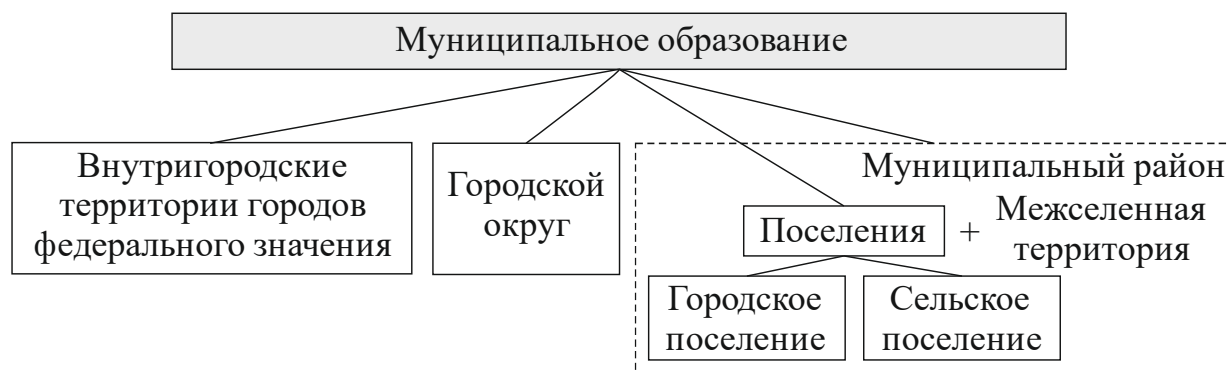 Муниципальное образование
Внутригородские
территории городов
федерального значения
Городской
округ
Муниципальный район
Поселения
+
Межселенная
территория
Городское
поселение
Сельское
поселение